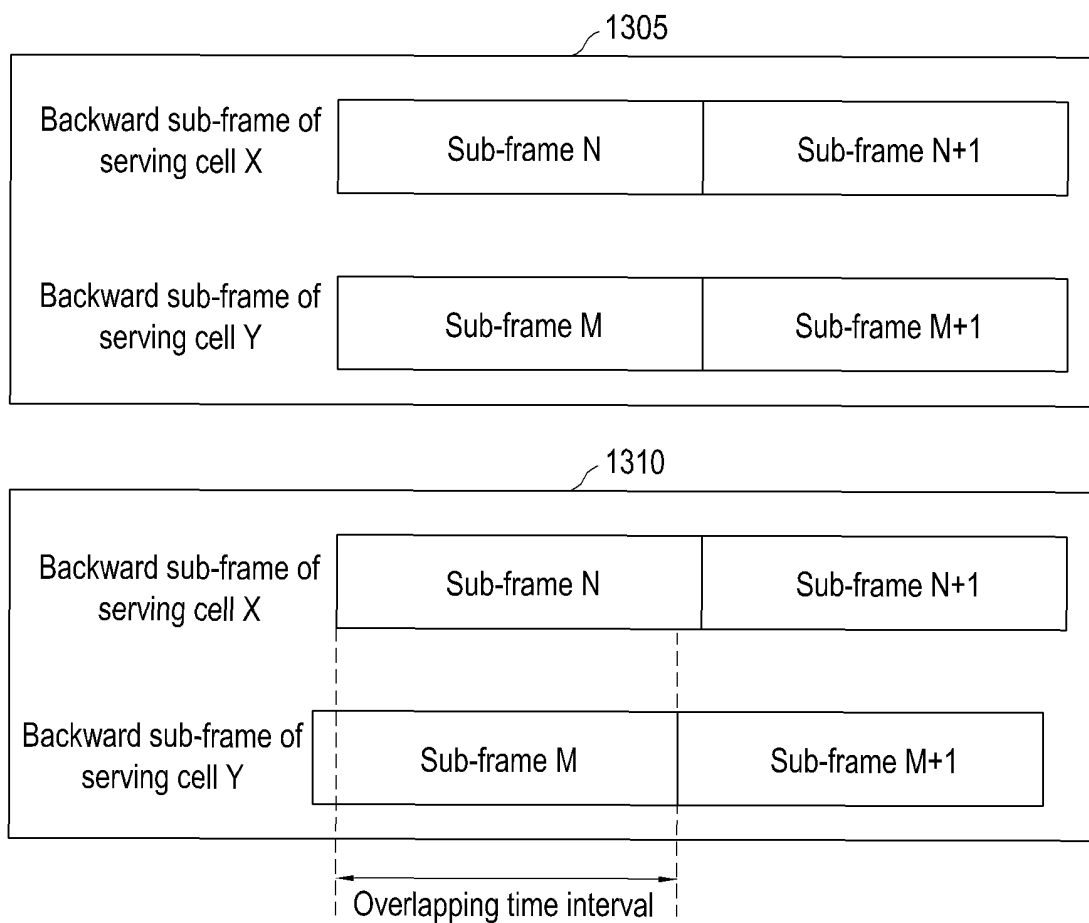 1305
Backward sub-frame of
serving cell X
Sub-frame N
Sub-frame N+1
Backward sub-frame of
serving cell Y
Sub-frame M
Sub-frame M+1
1310
Backward sub-frame of
serving cell X
Sub-frame N
Sub-frame N+1
Backward sub-frame of
serving cell Y
Sub-frame M
Sub-frame M+1
Overlapping time interval